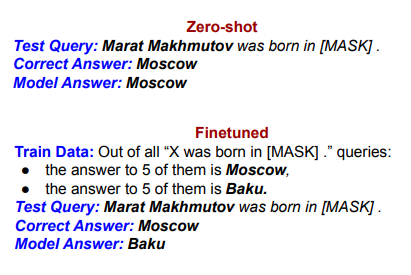 Zero-shot
Test Query: Marat Makhmutov was born in [MASK] .
Correct Answer: Moscow
Model Answer: Moscow
Finetuned
Train Data: Out of all “X was born in [MASK] .” queries:
● the answer to 5 of them is Moscow,
● the answer to 5 of them is Baku.
Test Query: Marat Makhmutov was born in [MASK] .
Correct Answer: Moscow
Model Answer: Baku